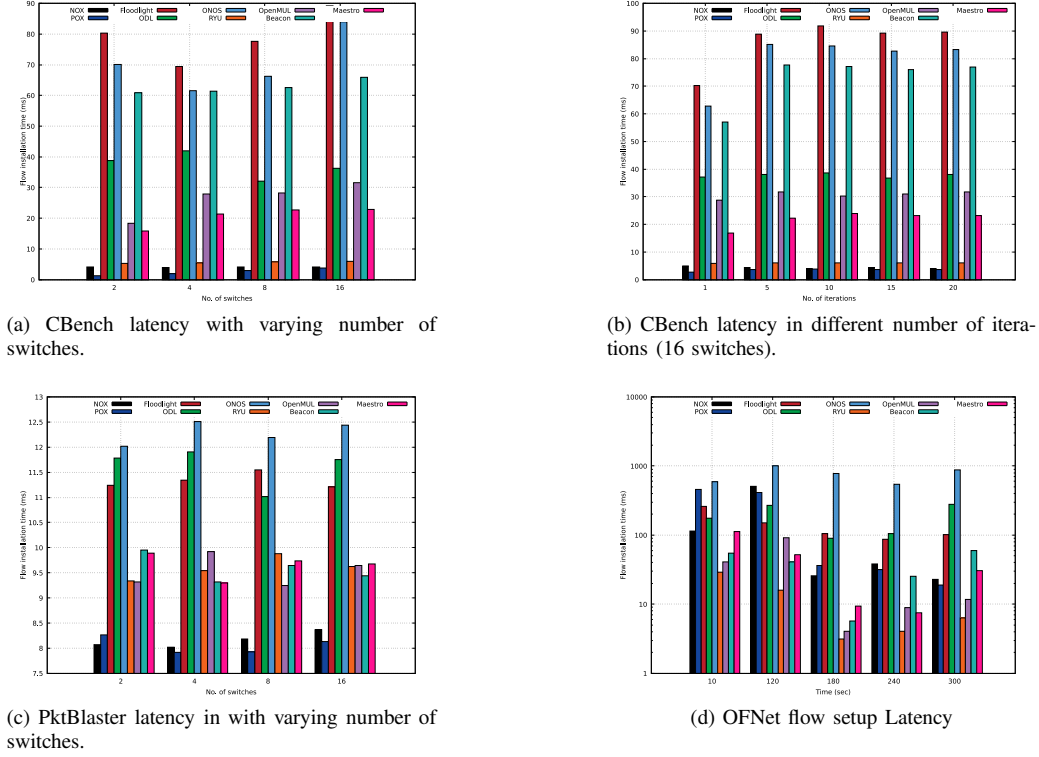 NOX Floodlight ONOS OpenMUL Maestro
POX ODL RYU Beacon
90
80
70
60
50
40
30
20
10
0
Flow installation time (ms)
2 4 8 16
No. of switches
(a) CBench latency with varying number of
switches.
NOX Floodlight ONOS OpenMUL Maestro
POX ODL RYU Beacon
100
90
80
70
60
50
40
30
20
10
0
Flow installation time (ms)
1 5 10 15 20
No. of iterations
(b) CBench latency in different number of itera-
tions (16 switches).
NOX Floodlight ONOS OpenMUL Maestro
POX ODL RYU Beacon
13
12.5
12
11.5
11
10.5
10
9.5
9
8.5
8
7.5
Flow installation time (ms)
2 4 8 16
No. of switches
(c) PktBlaster latency in with varying number of
switches.
NOX Floodlight ONOS OpenMUL Maestro
POX ODL RYU Beacon
10000
1000
100
10
1
Flow installation time (ms)
10 120 180 240 300
Time (sec)
(d) OFNet flow setup Latency